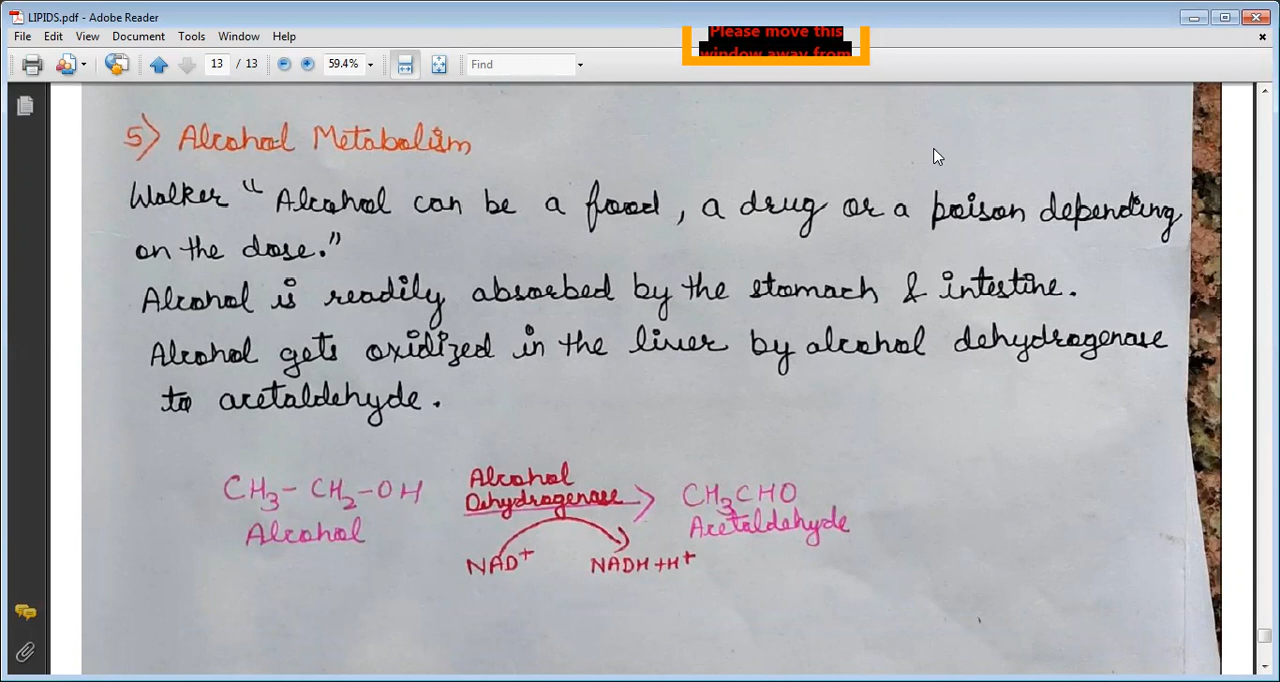 LIPIDS.pdf - Adobe Reader
File Edit View Document Tools Window Help
Please move this
window away from
13 / 13 59.4% Find
5) Alcohol Metabolism
Walker "Alcohol can be a food, a drug or a poison depending
on the dose."
Alcohol is readily absorbed by the stomach & intestine.
Alcohol gets oxidized in the liver by alcohol dehydrogenase
to acetaldehyde.
Alcohol
CH3-CH2-OH Dehydrogenase CH3CHO
Alcohol Acetaldehyde
NAD+ NADH+H+